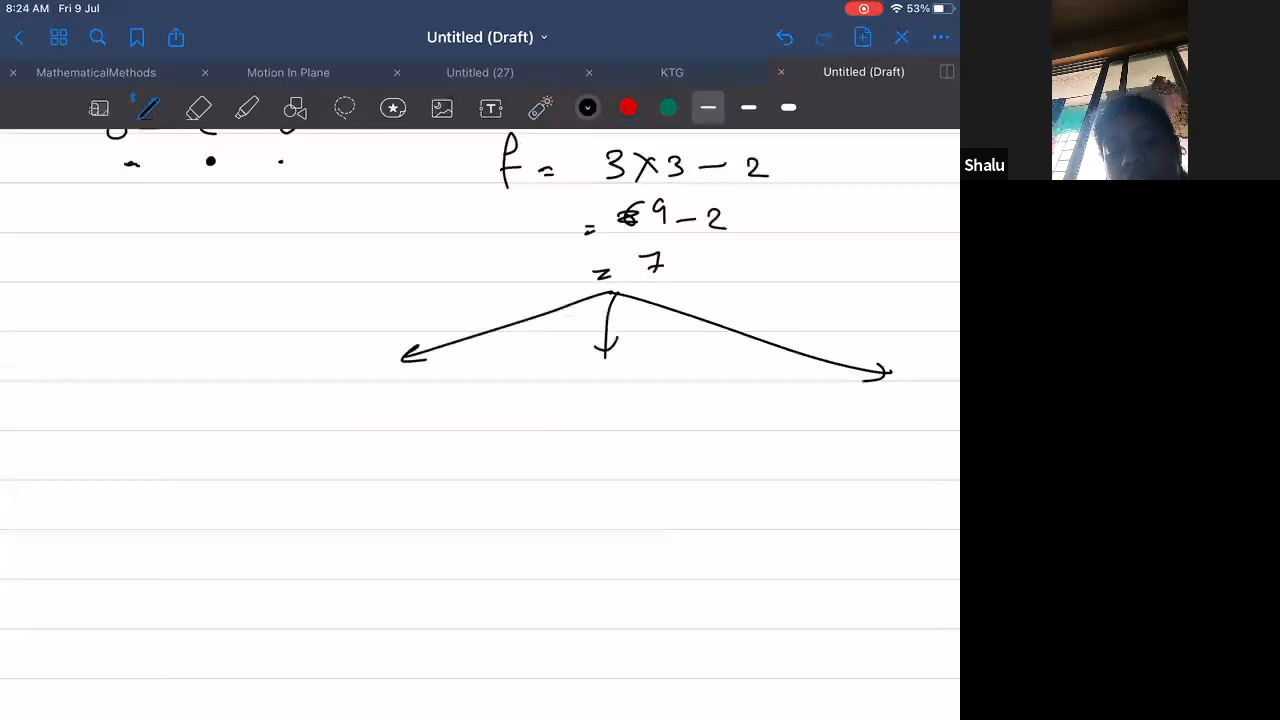 8:24 AM Fri 9 Jul
53%
Untitled (Draft)
MathematicalMethods
Motion In Plane
Untitled (27)
KTG
Untitled (Draft)
f = 3 × 3 − 2
= 9 − 2
= 7
Shalu